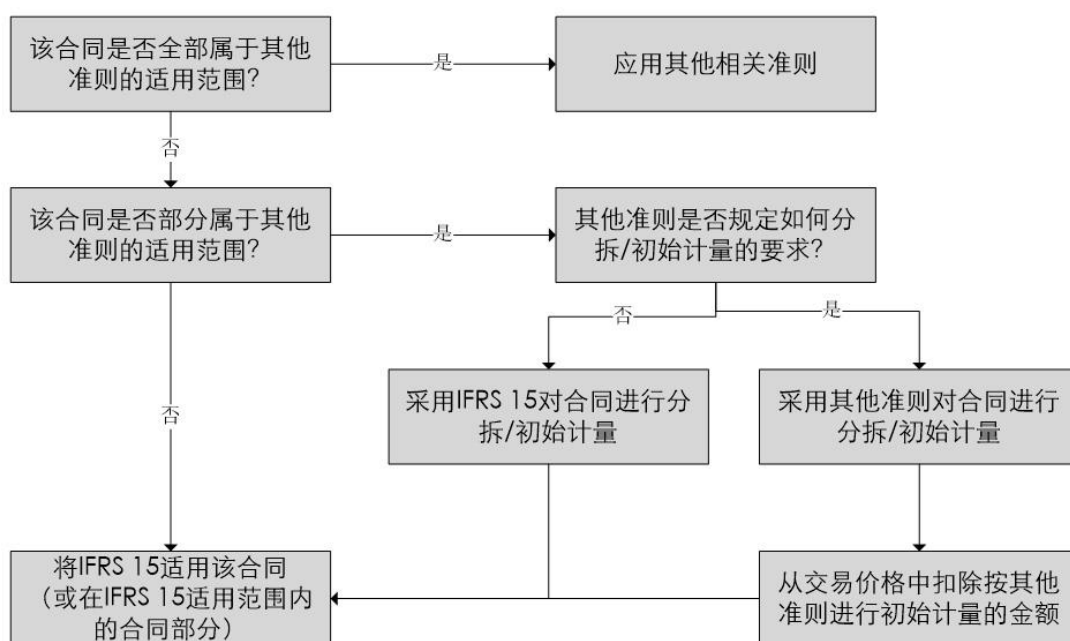 该合同是否全部属于其他
准则的适用范围?
是
应用其他相关准则
否
该合同是否部分属于其他
准则的适用范围?
是
其他准则是否规定如何分
拆/初始计量的要求?
否
是
否
采用IFRS 15对合同进行分
拆/初始计量
采用其他准则对合同进行
分拆/初始计量
将IFRS 15适用该合同
（或在IFRS 15适用范围内
的合同部分）
从交易价格中扣除按其他
准则进行初始计量的金额